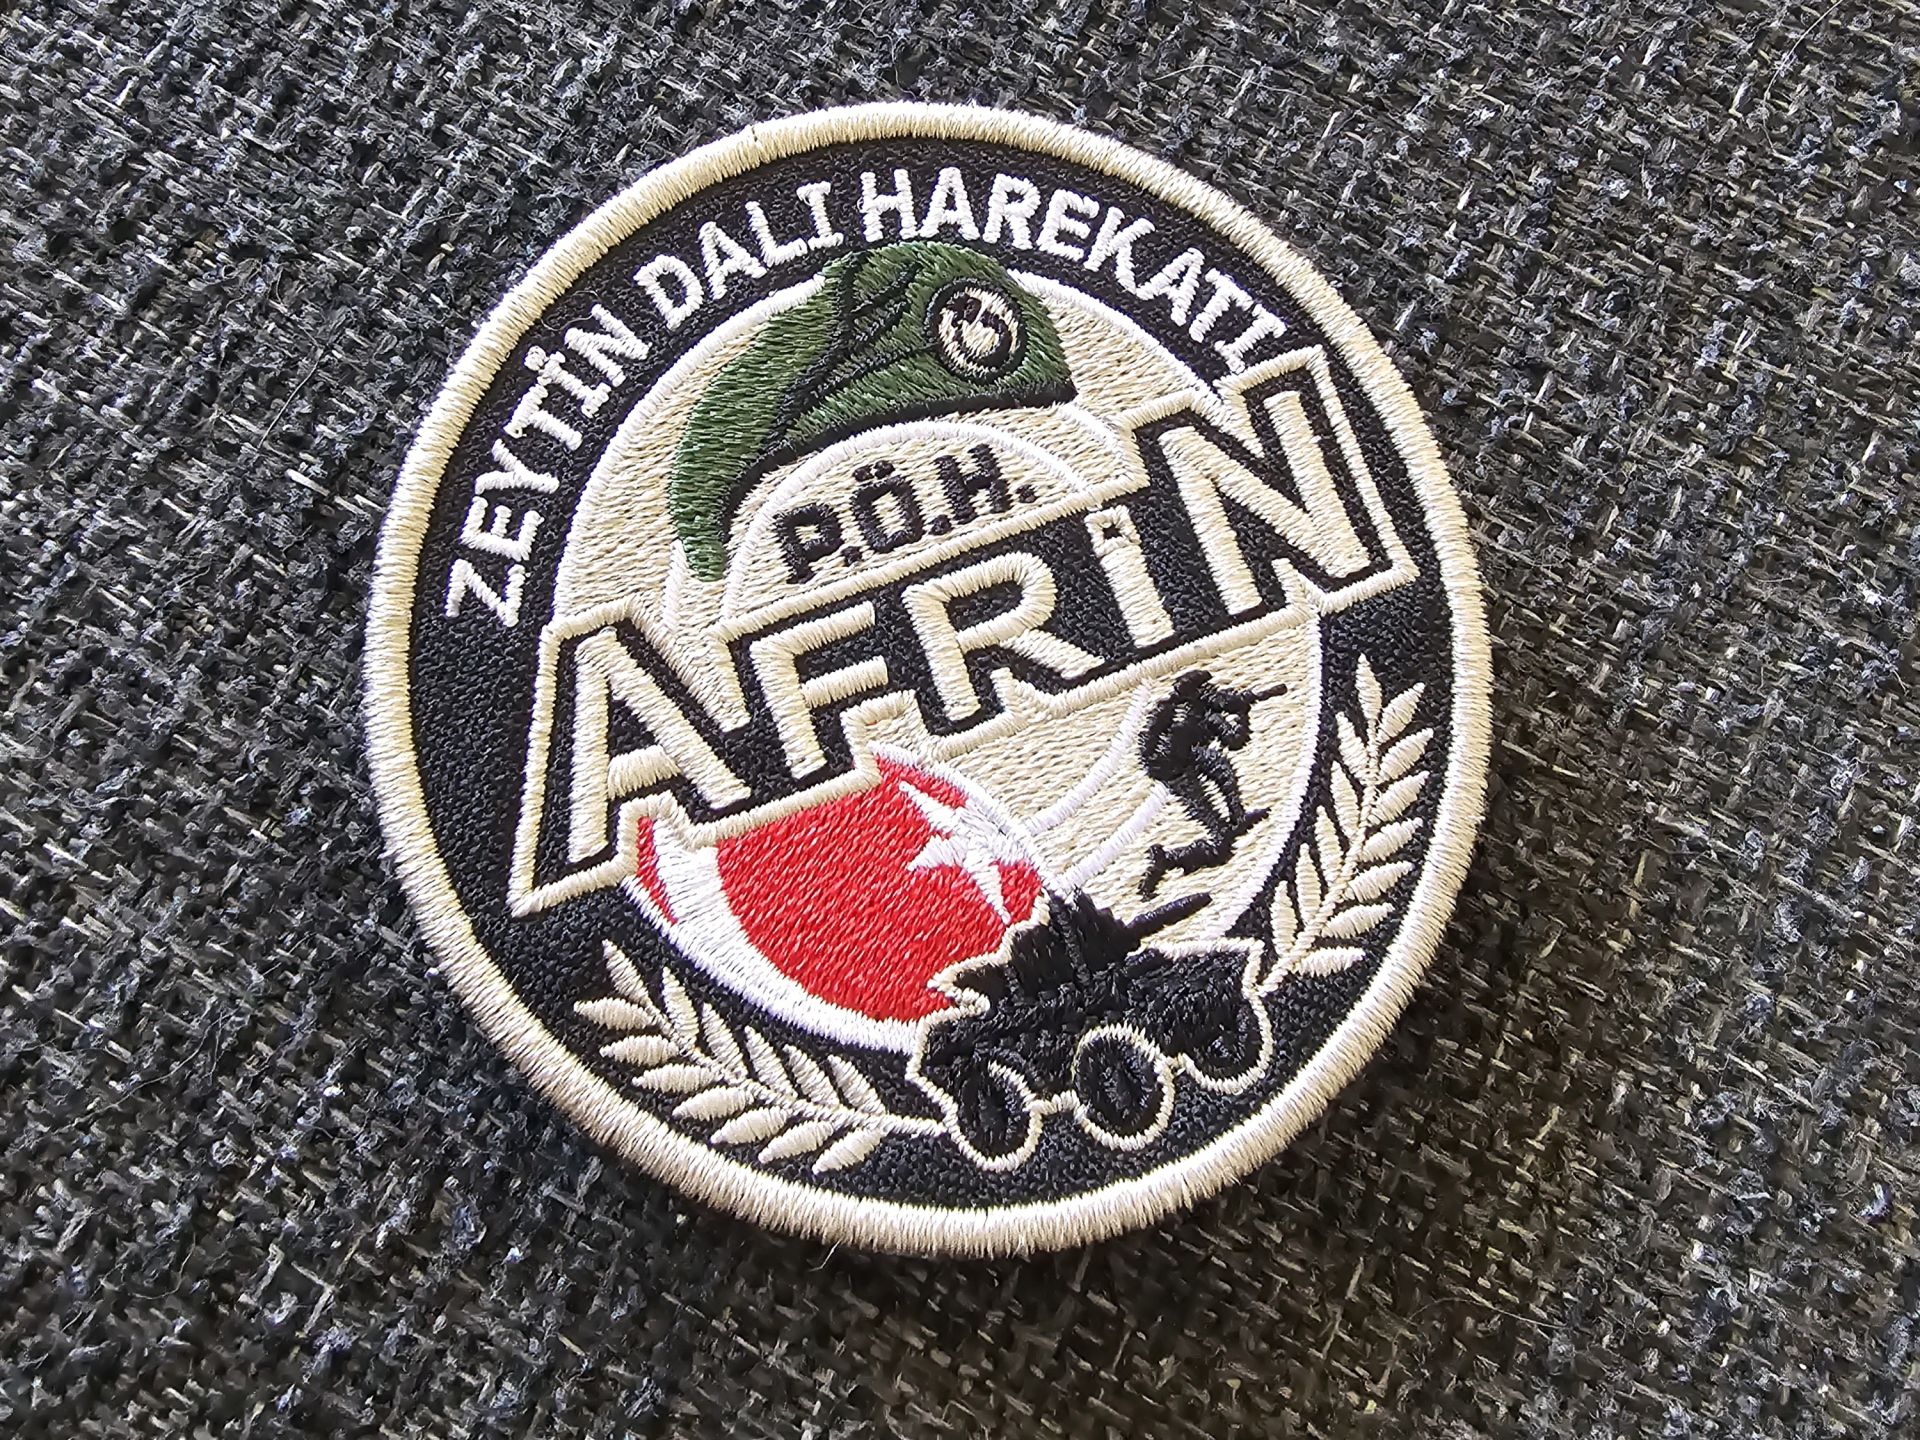 ZEYTİN DALI HAREKATI
P.Ö.H.
AFRİN